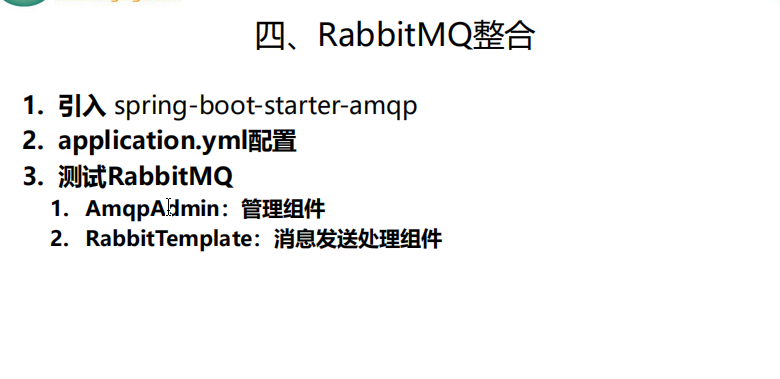 四、RabbitMQ整合
1. 引入 spring-boot-starter-amqp
2. application.yml配置
3. 测试RabbitMQ
1. AmqpAdmin：管理组件
2. RabbitTemplate：消息发送处理组件